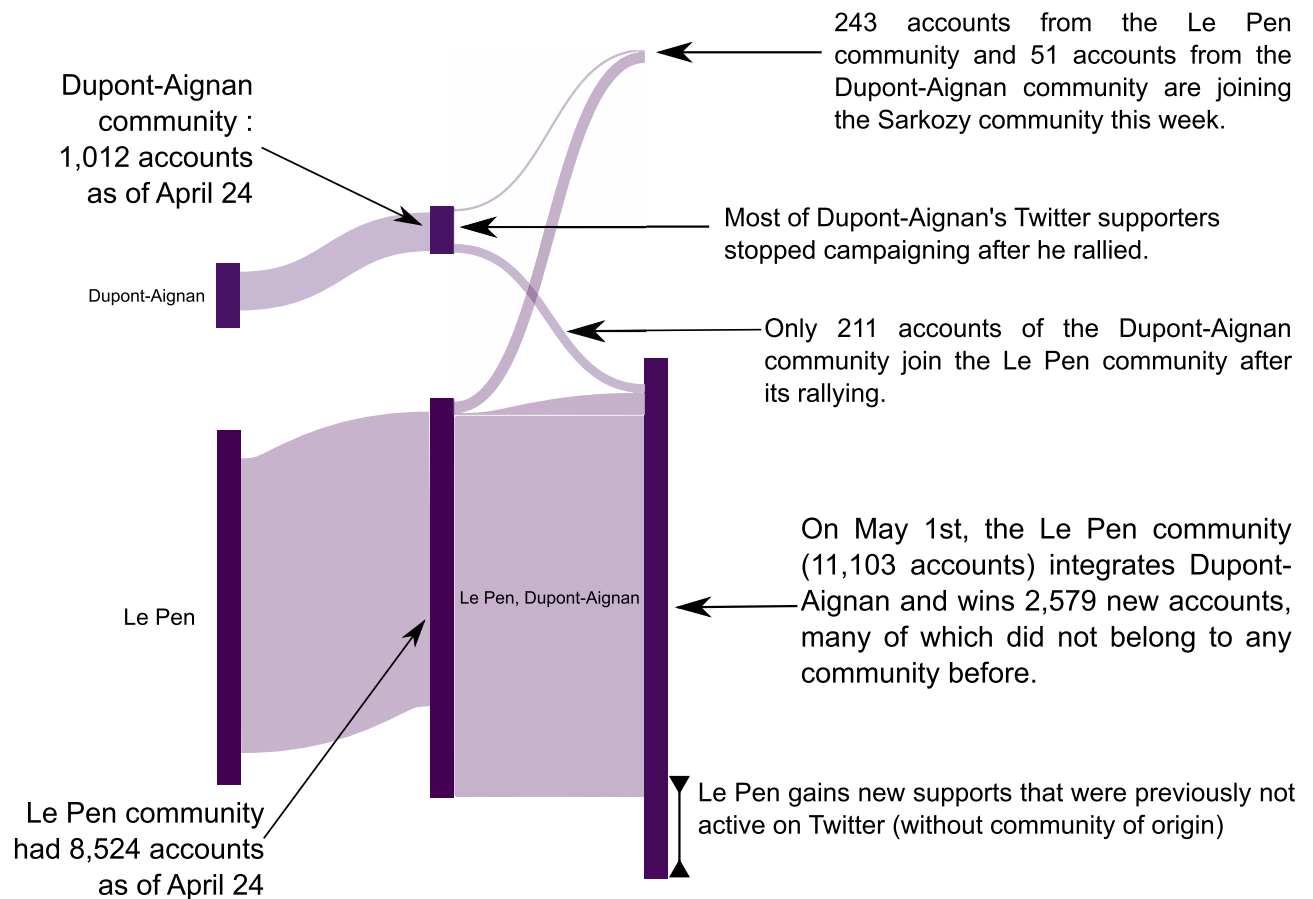 243 accounts from the Le Pen
community and 51 accounts from the
Dupont-Aignan community are joining
the Sarkozy community this week.
Dupont-Aignan
community :
1,012 accounts
as of April 24
Most of Dupont-Aignan's Twitter supporters
stopped campaigning after he rallied.
Dupont-Aignan
Only 211 accounts of the Dupont-Aignan
community join the Le Pen community after
its rallying.
On May 1st, the Le Pen community
(11,103 accounts) integrates Dupont-
Aignan and wins 2,579 new accounts,
many of which did not belong to any
community before.
Le Pen, Dupont-Aignan
Le Pen
Le Pen gains new supports that were previously not
active on Twitter (without community of origin)
Le Pen community
had 8,524 accounts
as of April 24